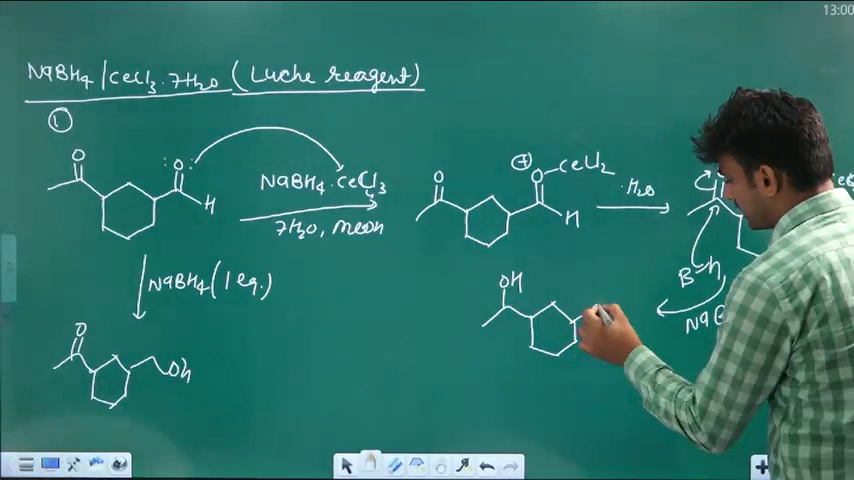 13:00
NaBH4/CeCl3.7H2O (Luche reagent)
①
O
:O:
H
NaBH4.CeCl3
7H2O, MeOH
O
⊕
O-CeCl2
H
H2O
NaBH4 (1 eq.)
O
OH
OH
B-H